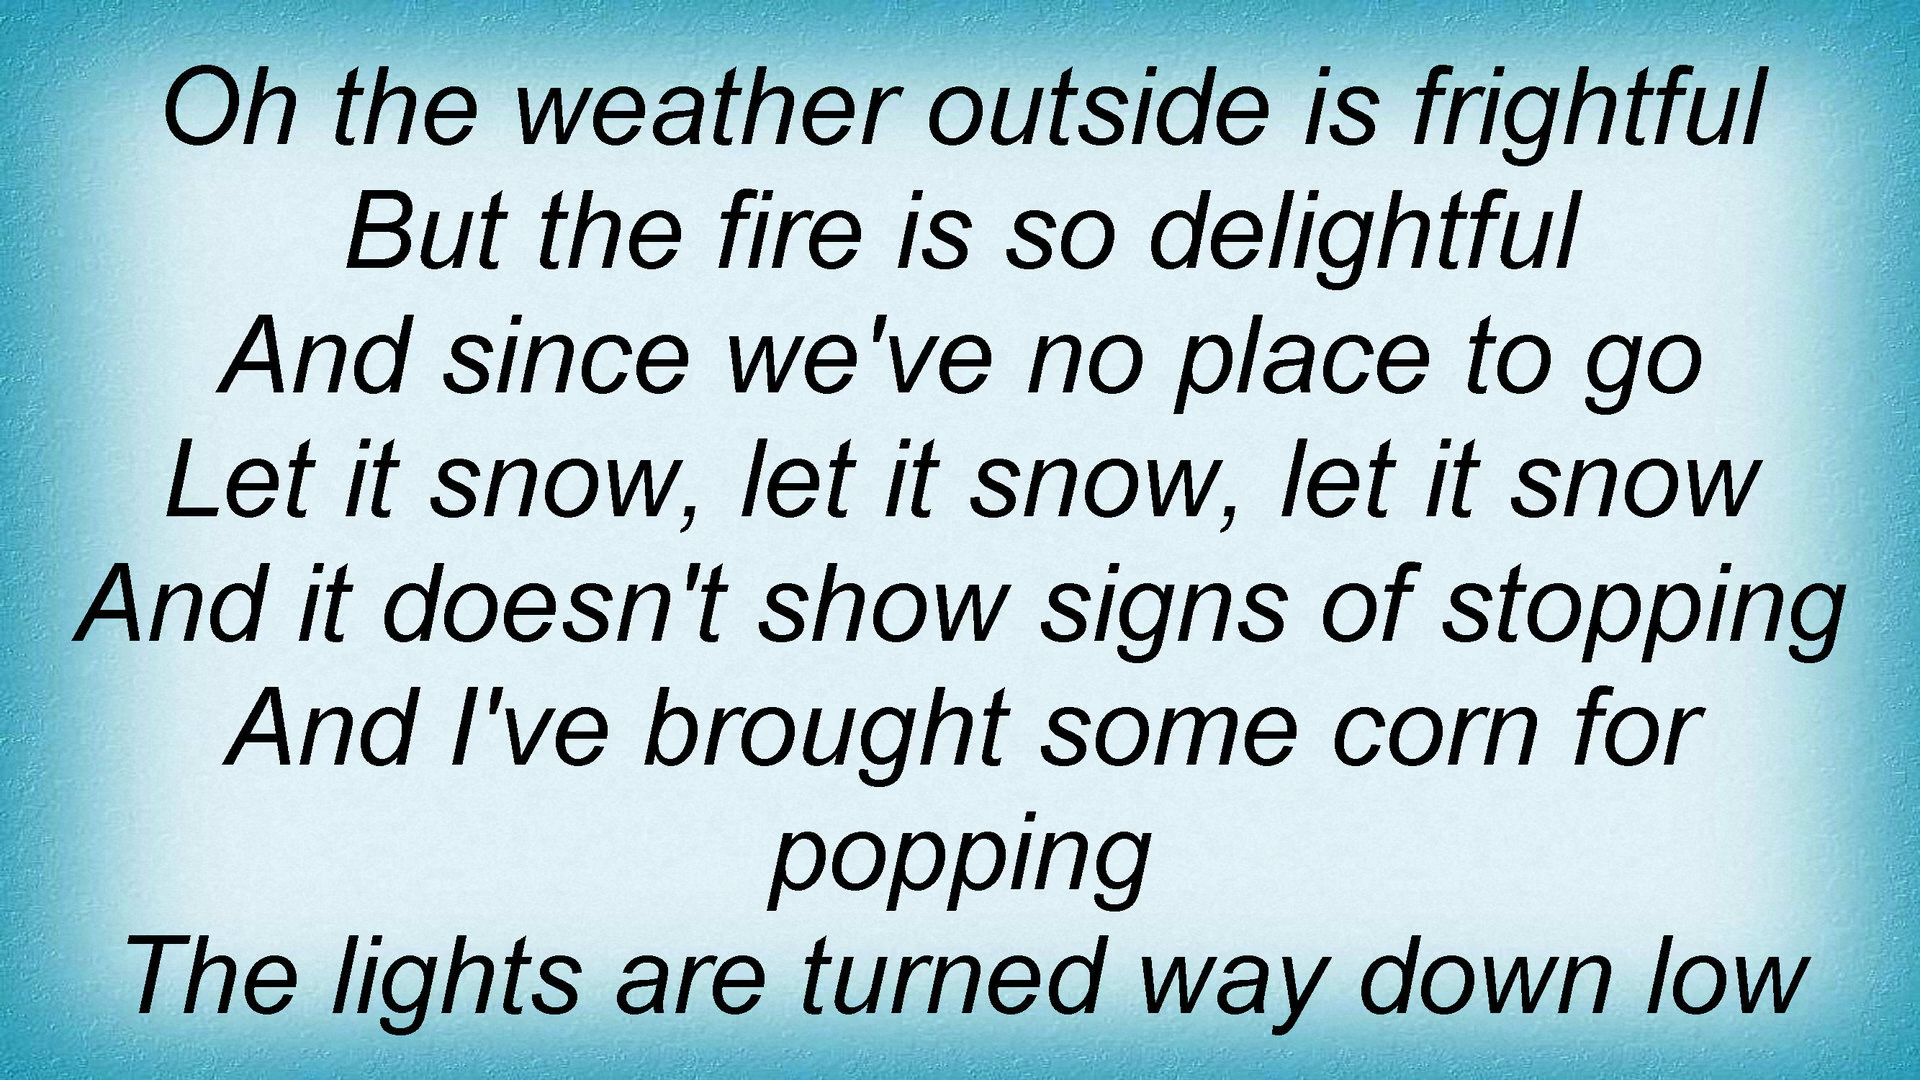 Oh the weather outside is frightful
But the fire is so delightful
And since we've no place to go
Let it snow, let it snow, let it snow
And it doesn't show signs of stopping
And I've brought some corn for
popping
The lights are turned way down low